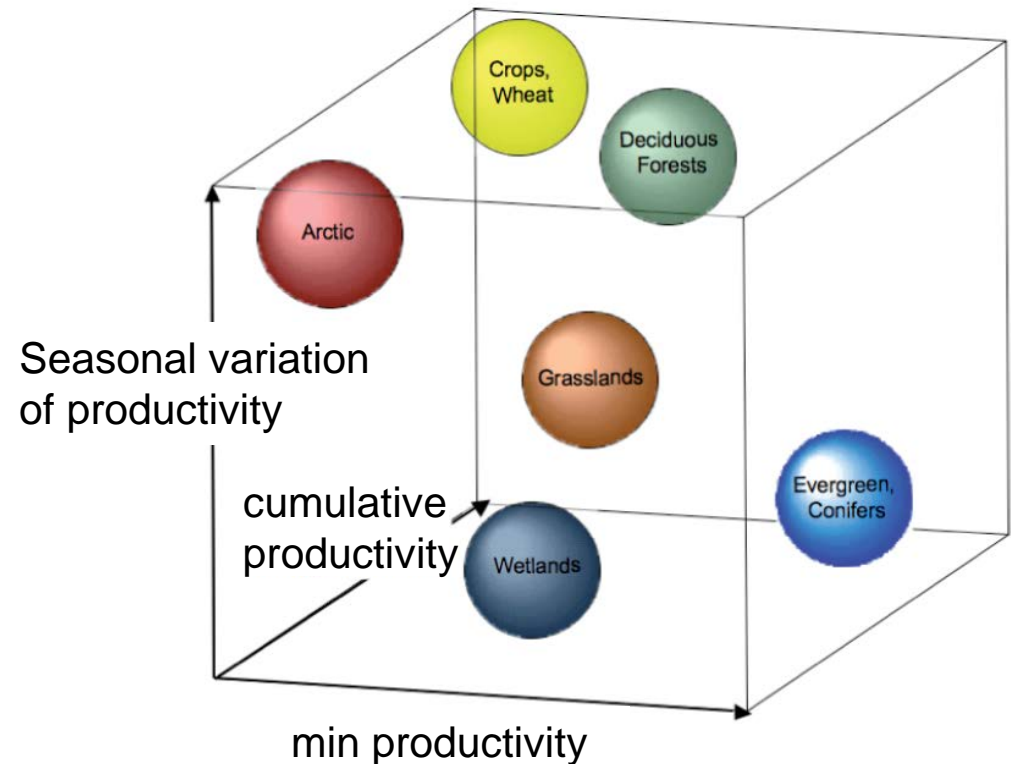 Crops,
Wheat
Deciduous
Forests
Arctic
Seasonal variation
of productivity
Grasslands
cumulative
productivity
Evergreen,
Conifers
Wetlands
min productivity